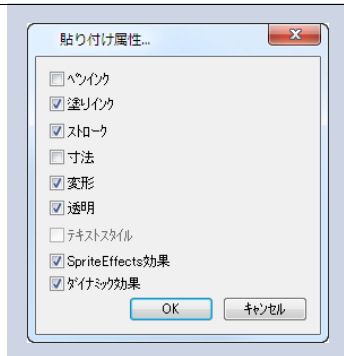 貼り付け属性...
ペンインク
塗りインク
ストローク
寸法
変形
透明
テキストスタイル
SpriteEffects効果
ダイナミック効果
OK キャンセル